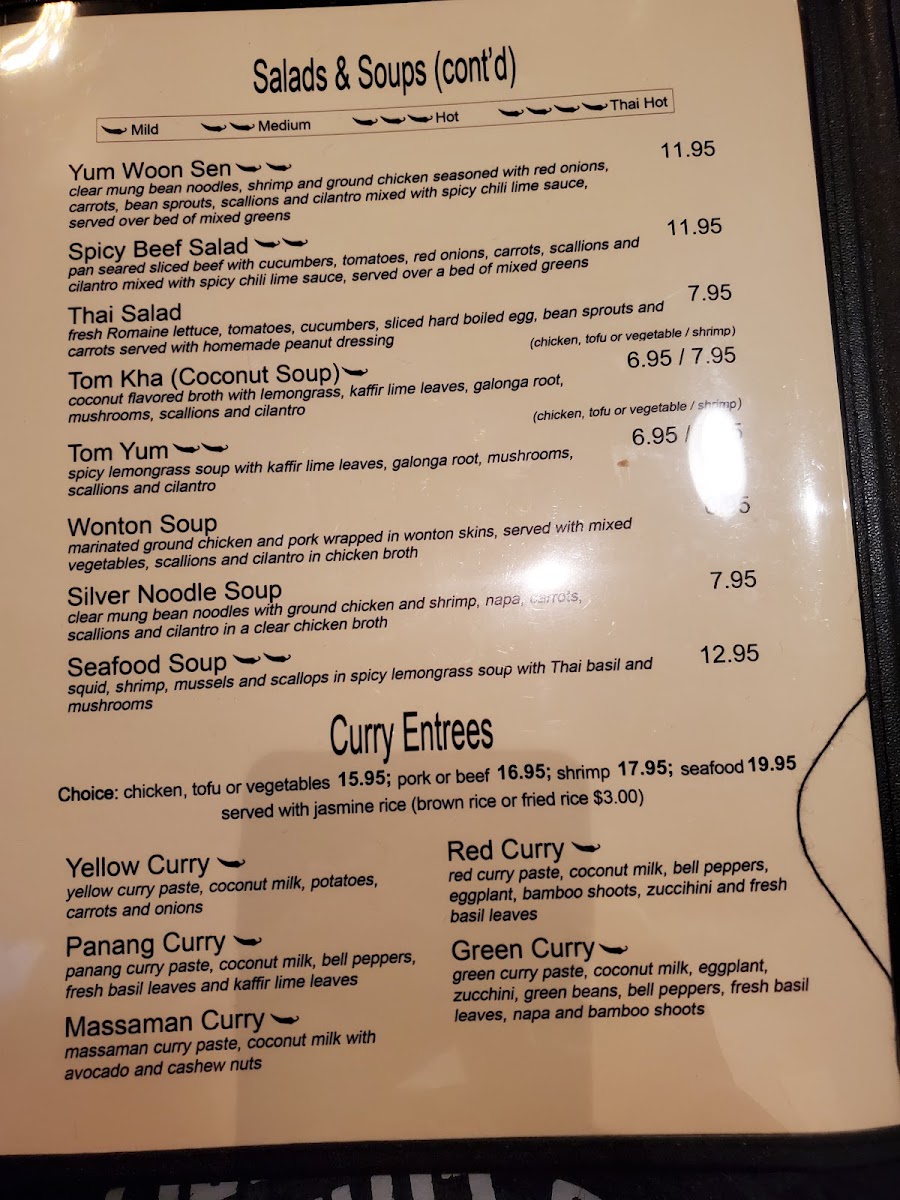 Salads & Soups (cont'd)
Mild Medium Hot Thai Hot
Yum Woon Sen 11.95
clear mung bean noodles, shrimp and ground chicken seasoned with red onions,
carrots, bean sprouts, scallions and cilantro mixed with spicy chili lime sauce,
served over bed of mixed greens
Spicy Beef Salad 11.95
pan seared sliced beef with cucumbers, tomatoes, red onions, carrots, scallions and
cilantro mixed with spicy chili lime sauce, served over a bed of mixed greens
Thai Salad 7.95
fresh Romaine lettuce, tomatoes, cucumbers, sliced hard boiled egg, bean sprouts and
carrots served with homemade peanut dressing
(chicken, tofu or vegetable / shrimp)
Tom Kha (Coconut Soup) 6.95 / 7.95
coconut flavored broth with lemongrass, kaffir lime leaves, galonga root,
mushrooms, scallions and cilantro
(chicken, tofu or vegetable / shrimp)
Tom Yum 6.95 /
spicy lemongrass soup with kaffir lime leaves, galonga root, mushrooms,
scallions and cilantro
Wonton Soup
marinated ground chicken and pork wrapped in wonton skins, served with mixed
vegetables, scallions and cilantro in chicken broth
Silver Noodle Soup 7.95
clear mung bean noodles with ground chicken and shrimp, napa, carrots,
scallions and cilantro in a clear chicken broth
Seafood Soup 12.95
squid, shrimp, mussels and scallops in spicy lemongrass soup with Thai basil and
mushrooms
Curry Entrees
Choice: chicken, tofu or vegetables 15.95; pork or beef 16.95; shrimp 17.95; seafood 19.95
served with jasmine rice (brown rice or fried rice $3.00)
Yellow Curry
yellow curry paste, coconut milk, potatoes,
carrots and onions
Panang Curry
panang curry paste, coconut milk, bell peppers,
fresh basil leaves and kaffir lime leaves
Massaman Curry
massaman curry paste, coconut milk with
avocado and cashew nuts
Red Curry
red curry paste, coconut milk, bell peppers,
eggplant, bamboo shoots, zuccihini and fresh
basil leaves
Green Curry
green curry paste, coconut milk, eggplant,
zucchini, green beans, bell peppers, fresh basil
leaves, napa and bamboo shoots